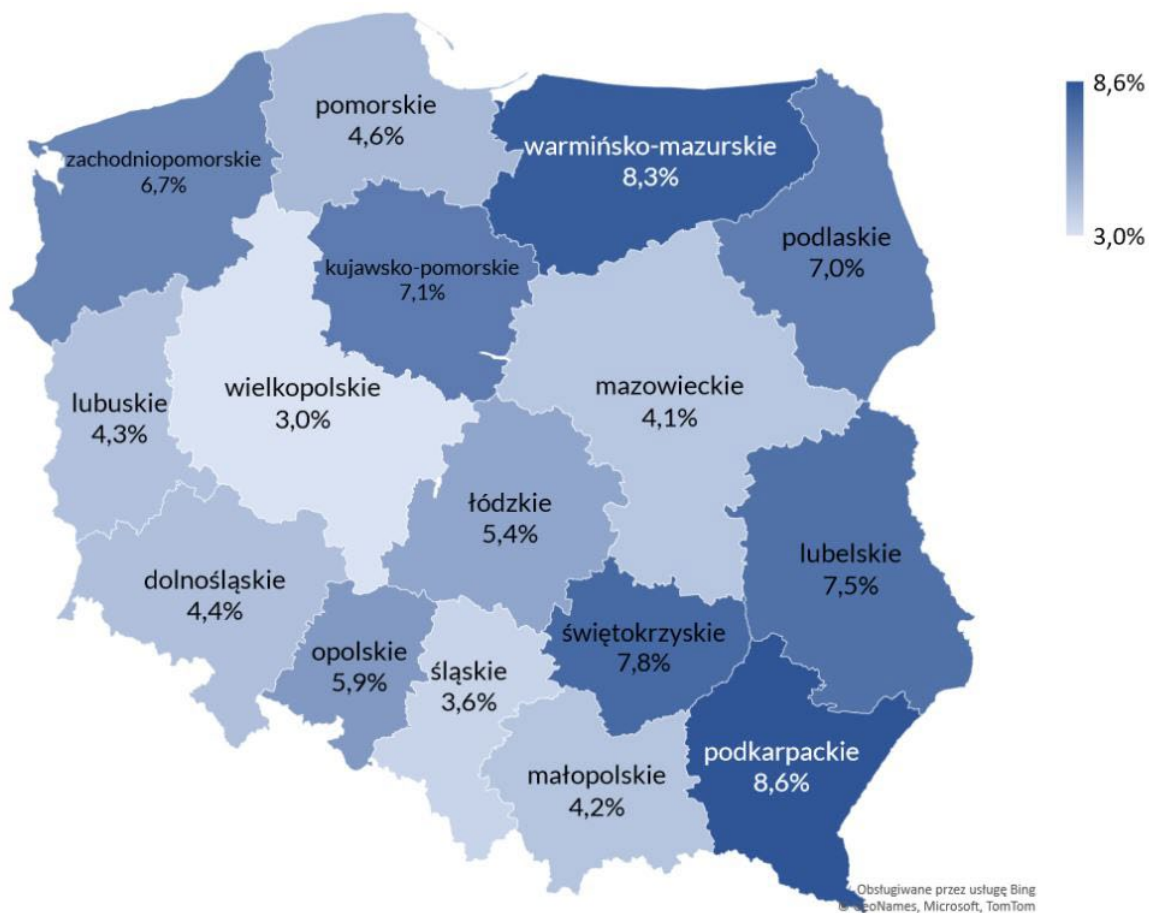 8,6%
3,0%
pomorskie
4,6%
warmińsko-mazurskie
8,3%
zachodniopomorskie
6,7%
podlaskie
7,0%
kujawsko-pomorskie
7,1%
wielkopolskie
3,0%
mazowieckie
4,1%
lubuskie
4,3%
łódzkie
5,4%
lubelskie
7,5%
dolnośląskie
4,4%
świętokrzyskie
7,8%
opolskie
5,9%
śląskie
3,6%
podkarpackie
8,6%
małopolskie
4,2%
Obsługiwane przez usługę Bing
© GeoNames, Microsoft, TomTom